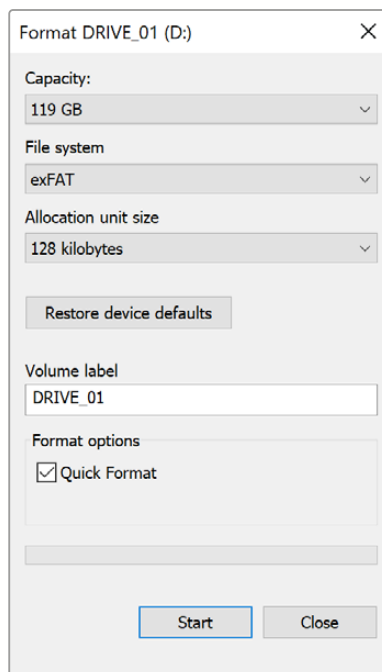 Format DRIVE_01 (D:)
Capacity:
119 GB
File system
exFAT
Allocation unit size
128 kilobytes
Restore device defaults
Volume label
DRIVE_01
Format options
Quick Format
Start Close